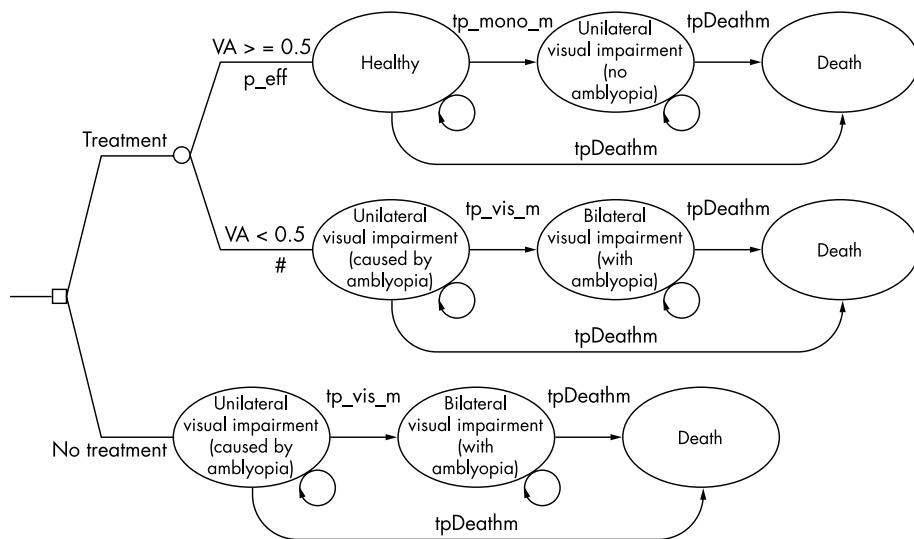 VA > = 0.5
p_eff
Healthy
tp_mono_m
Unilateral
visual impairment
(no
amblyopia)
tpDeathm
Death
tpDeathm
Treatment
VA < 0.5
#
Unilateral
visual impairment
(caused by
amblyopia)
tp_vis_m
Bilateral
visual impairment
(with
amblyopia)
tpDeathm
Death
tpDeathm
No treatment
Unilateral
visual impairment
(caused by
amblyopia)
tp_vis_m
Bilateral
visual impairment
(with
amblyopia)
tpDeathm
Death
tpDeathm